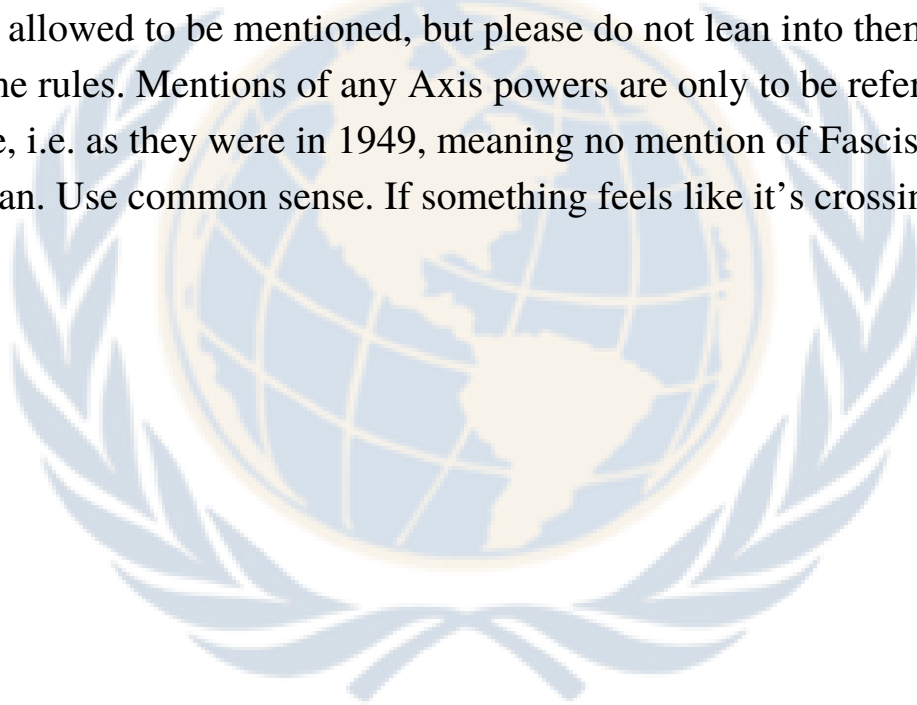 allowed to be mentioned, but please do not lean into
rules. Mentions of any Axis powers are only to be
i.e. as they were in 1949, meaning no mention of
Use common sense. If something feels like it's